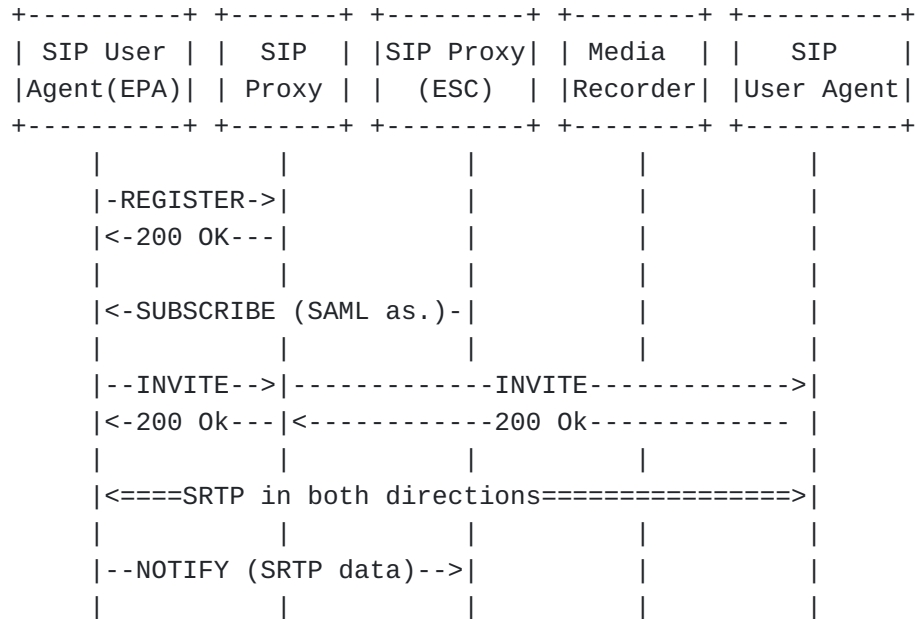 +----------+ +-------+ +---------+ +--------+ +----------+
| SIP User | |  SIP  | |SIP Proxy| | Media  | |   SIP    |
|Agent(EPA)| | Proxy | |  (ESC)  | |Recorder| |User Agent|
+----------+ +-------+ +---------+ +--------+ +----------+
     |           |           |          |          |
     |-REGISTER->|           |          |          |
     |<-200 OK---|           |          |          |
     |           |           |          |          |
     |<-SUBSCRIBE (SAML as.)-|          |          |
     |           |           |          |          |
     |--INVITE-->|-------------INVITE------------->|
     |<-200 Ok---|<------------200 Ok------------- |
     |           |           |          |          |
     |<====SRTP in both directions================>|
     |           |           |          |          |
     |--NOTIFY (SRTP data)-->|          |          |
     |           |           |          |          |